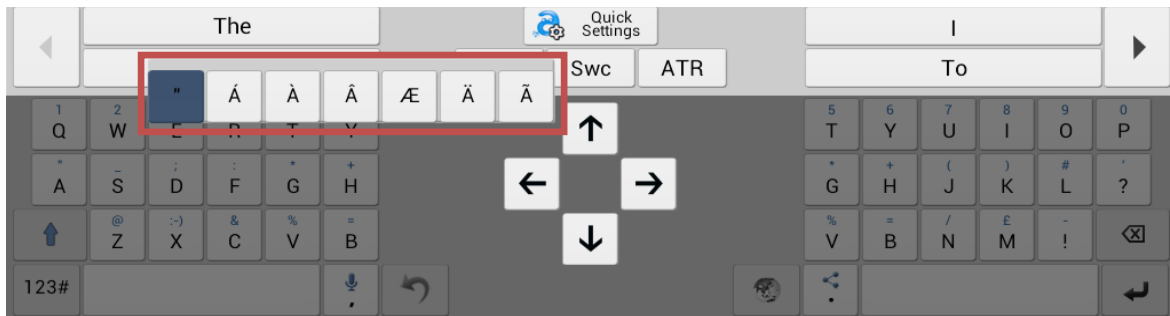 The Quick Settings I
Swc ATR To
" Á À Â Æ Ä Ã
1 2 5 6 7 8 9 0
Q W E R T Y T Y U I O P
" _ ; : * + * + ( ) # '
A S D F G H G H J K L ?
@ :-) & % = % = / £ -
Z X C V B V B N M !
123# , .